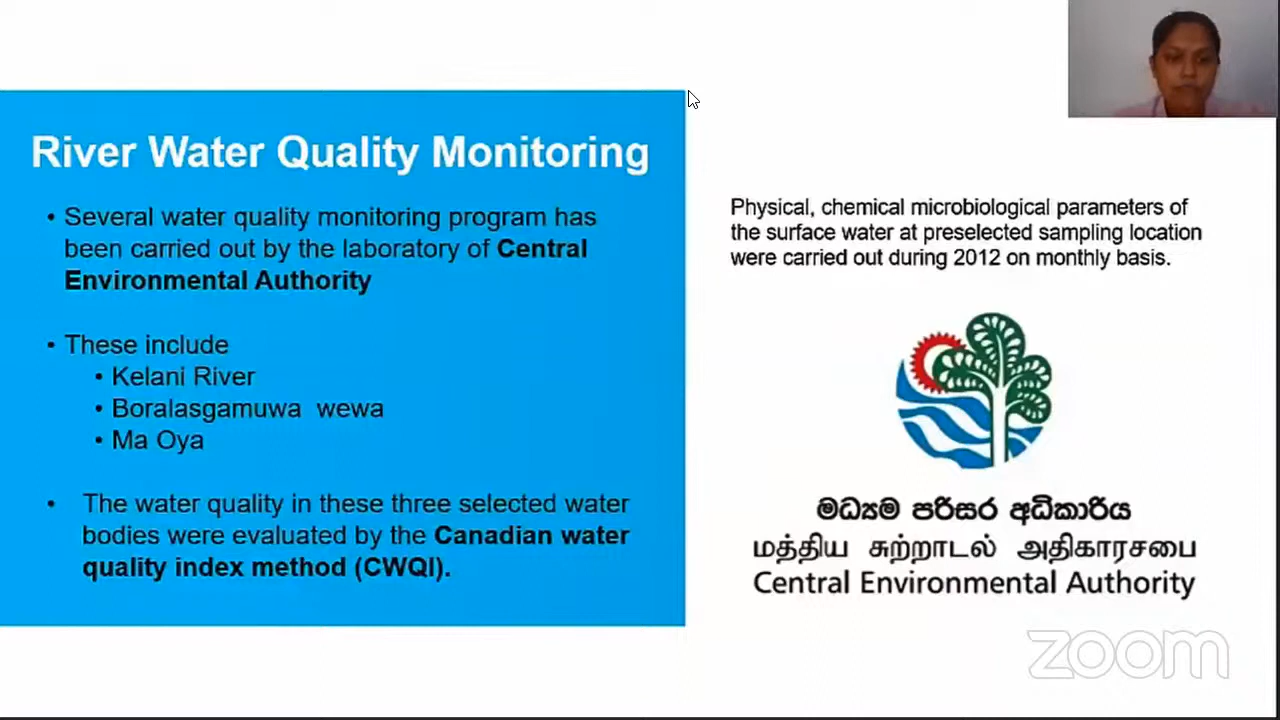 River Water Quality Monitoring
• Several water quality monitoring program has
been carried out by the laboratory of Central
Environmental Authority
• These include
• Kelani River
• Boralasgamuwa wewa
• Ma Oya
• The water quality in these three selected water
bodies were evaluated by the Canadian water
quality index method (CWQI).
Physical, chemical microbiological parameters of
the surface water at preselected sampling location
were carried out during 2012 on monthly basis.
මධ්‍යම පරිසර අධිකාරිය
மத்திய சுற்றாடல் அதிகாரசபை
Central Environmental Authority
zoom